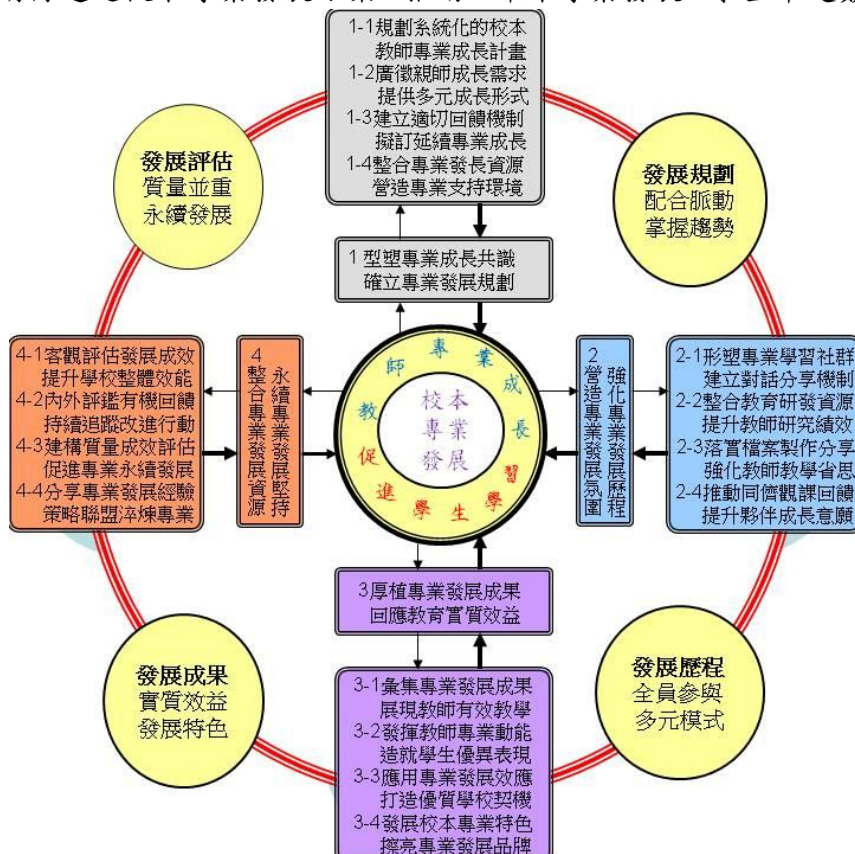 1-1規劃系統化的校本
教師專業成長計畫
1-2廣徵親師成長需求
提供多元成長形式
1-3建立適切回饋機制
擬訂延續專業成長
1-4整合專業發長資源
營造專業支持環境
發展評估
質量並重
永續發展
發展規劃
配合脈動
掌握趨勢
1 型塑專業成長共識
確立專業發展規劃
4-1客觀評估發展成效
提升學校整體效能
4-2內外評鑑有機回饋
持續追蹤改進行動
4-3建構質量成效評估
促進專業永續發展
4-4分享專業發展經驗
策略聯盟淬煉專業
4
永續專業發展堅持
整合專業發展資源
教師專業成長
促進學生學習
校本
專業
發展
2
強化專業發展歷程
營造專業發展氛圍
2-1形塑專業學習社群
建立對話分享機制
2-2整合教育研發資源
提升教師研究績效
2-3落實檔案製作分享
強化教師教學省思
2-4推動同儕觀課回饋
提升夥伴成長意願
3厚植專業發展成果
回應教育實質效益
發展成果
實質效益
發展特色
發展歷程
全員參與
多元模式
3-1彙集專業發展成果
展現教師有效教學
3-2發揮教師專業動能
造就學生優異表現
3-3應用專業發展效應
打造優質學校契機
3-4發展校本專業特色
擦亮專業發展品牌